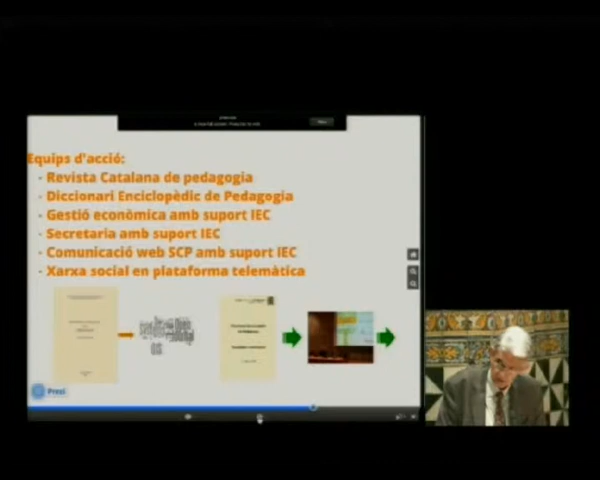 Equips d'acció:
- Revista Catalana de pedagogia
- Diccionari Enciclopèdic de Pedagogia
- Gestió econòmica amb suport IEC
- Secretaria amb suport IEC
- Comunicació web SCP amb suport IEC
- Xarxa social en plataforma telemàtica
Prezi